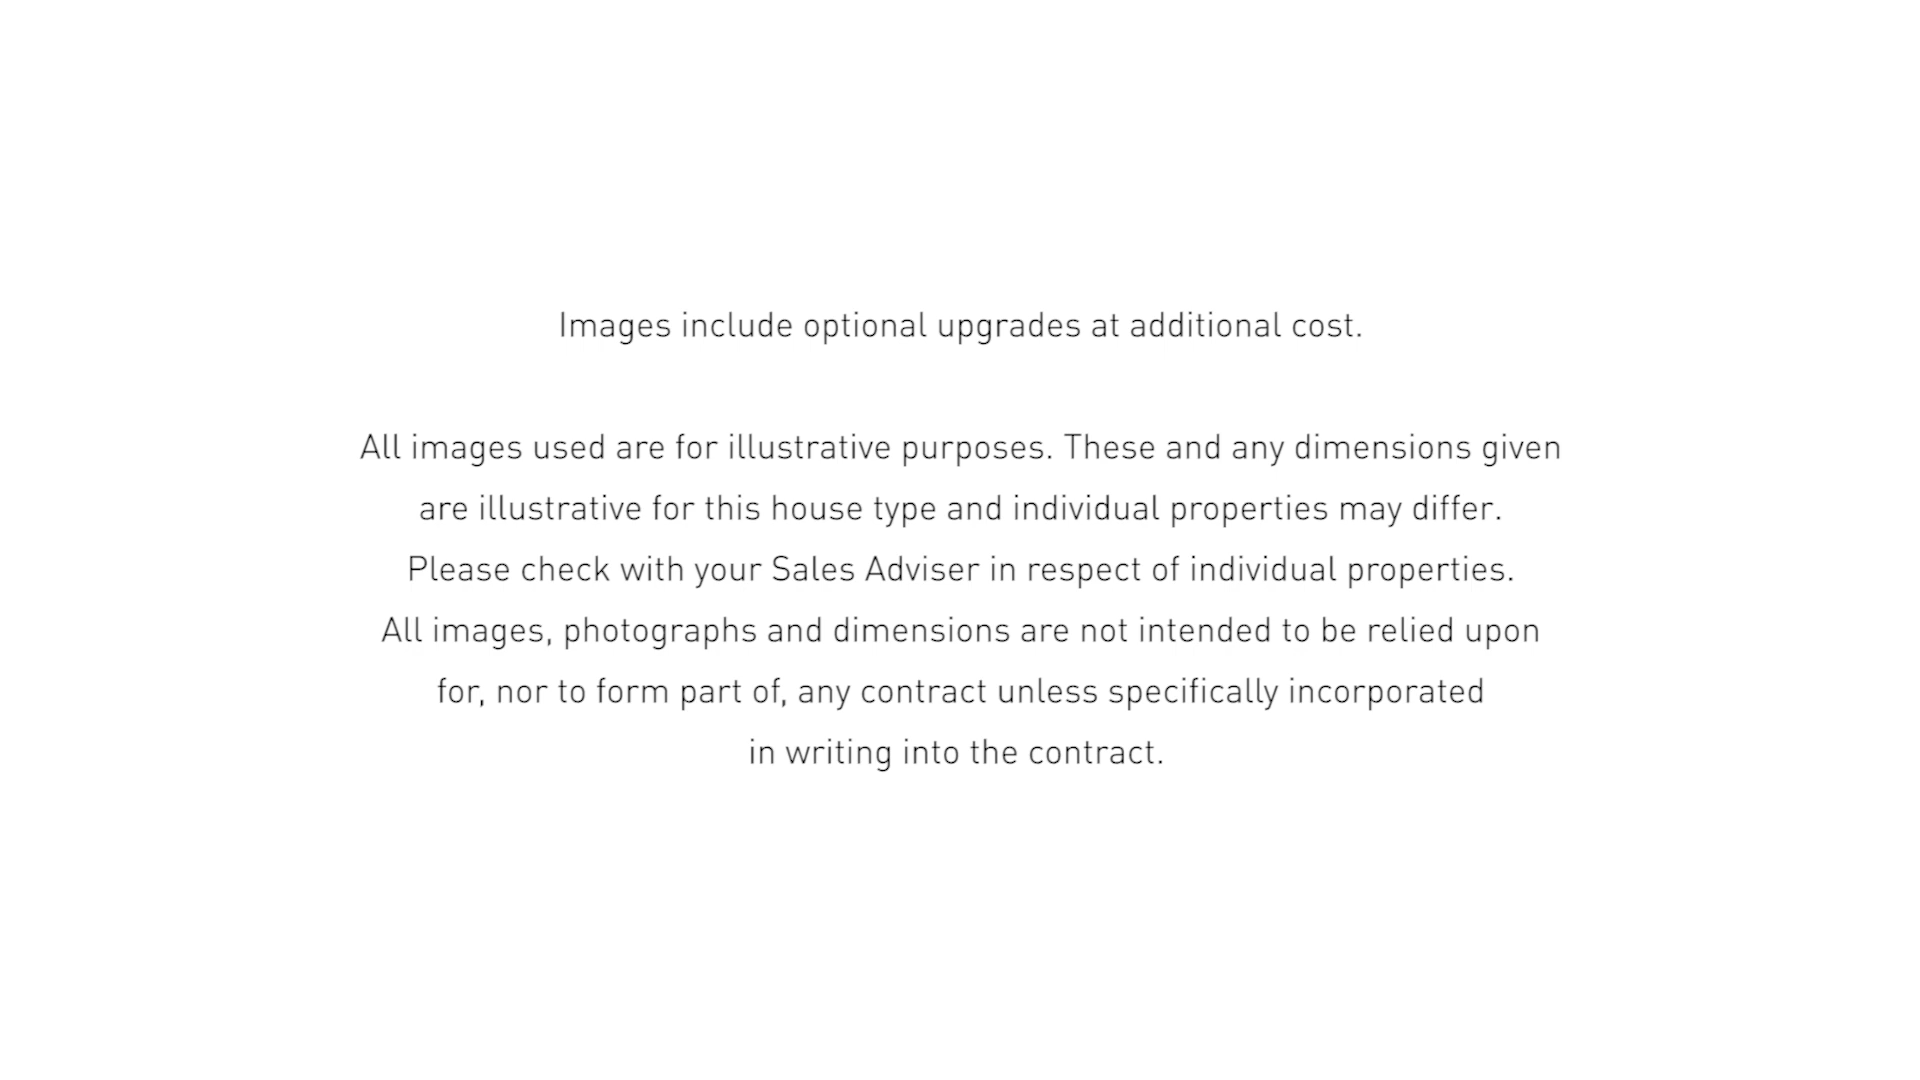 Images include optional upgrades at additional cost.
All images used are for illustrative purposes. These and any dimensions given
are illustrative for this house type and individual properties may differ.
Please check with your Sales Adviser in respect of individual properties.
All images, photographs and dimensions are not intended to be relied upon
for, nor to form part of, any contract unless specifically incorporated
in writing into the contract.